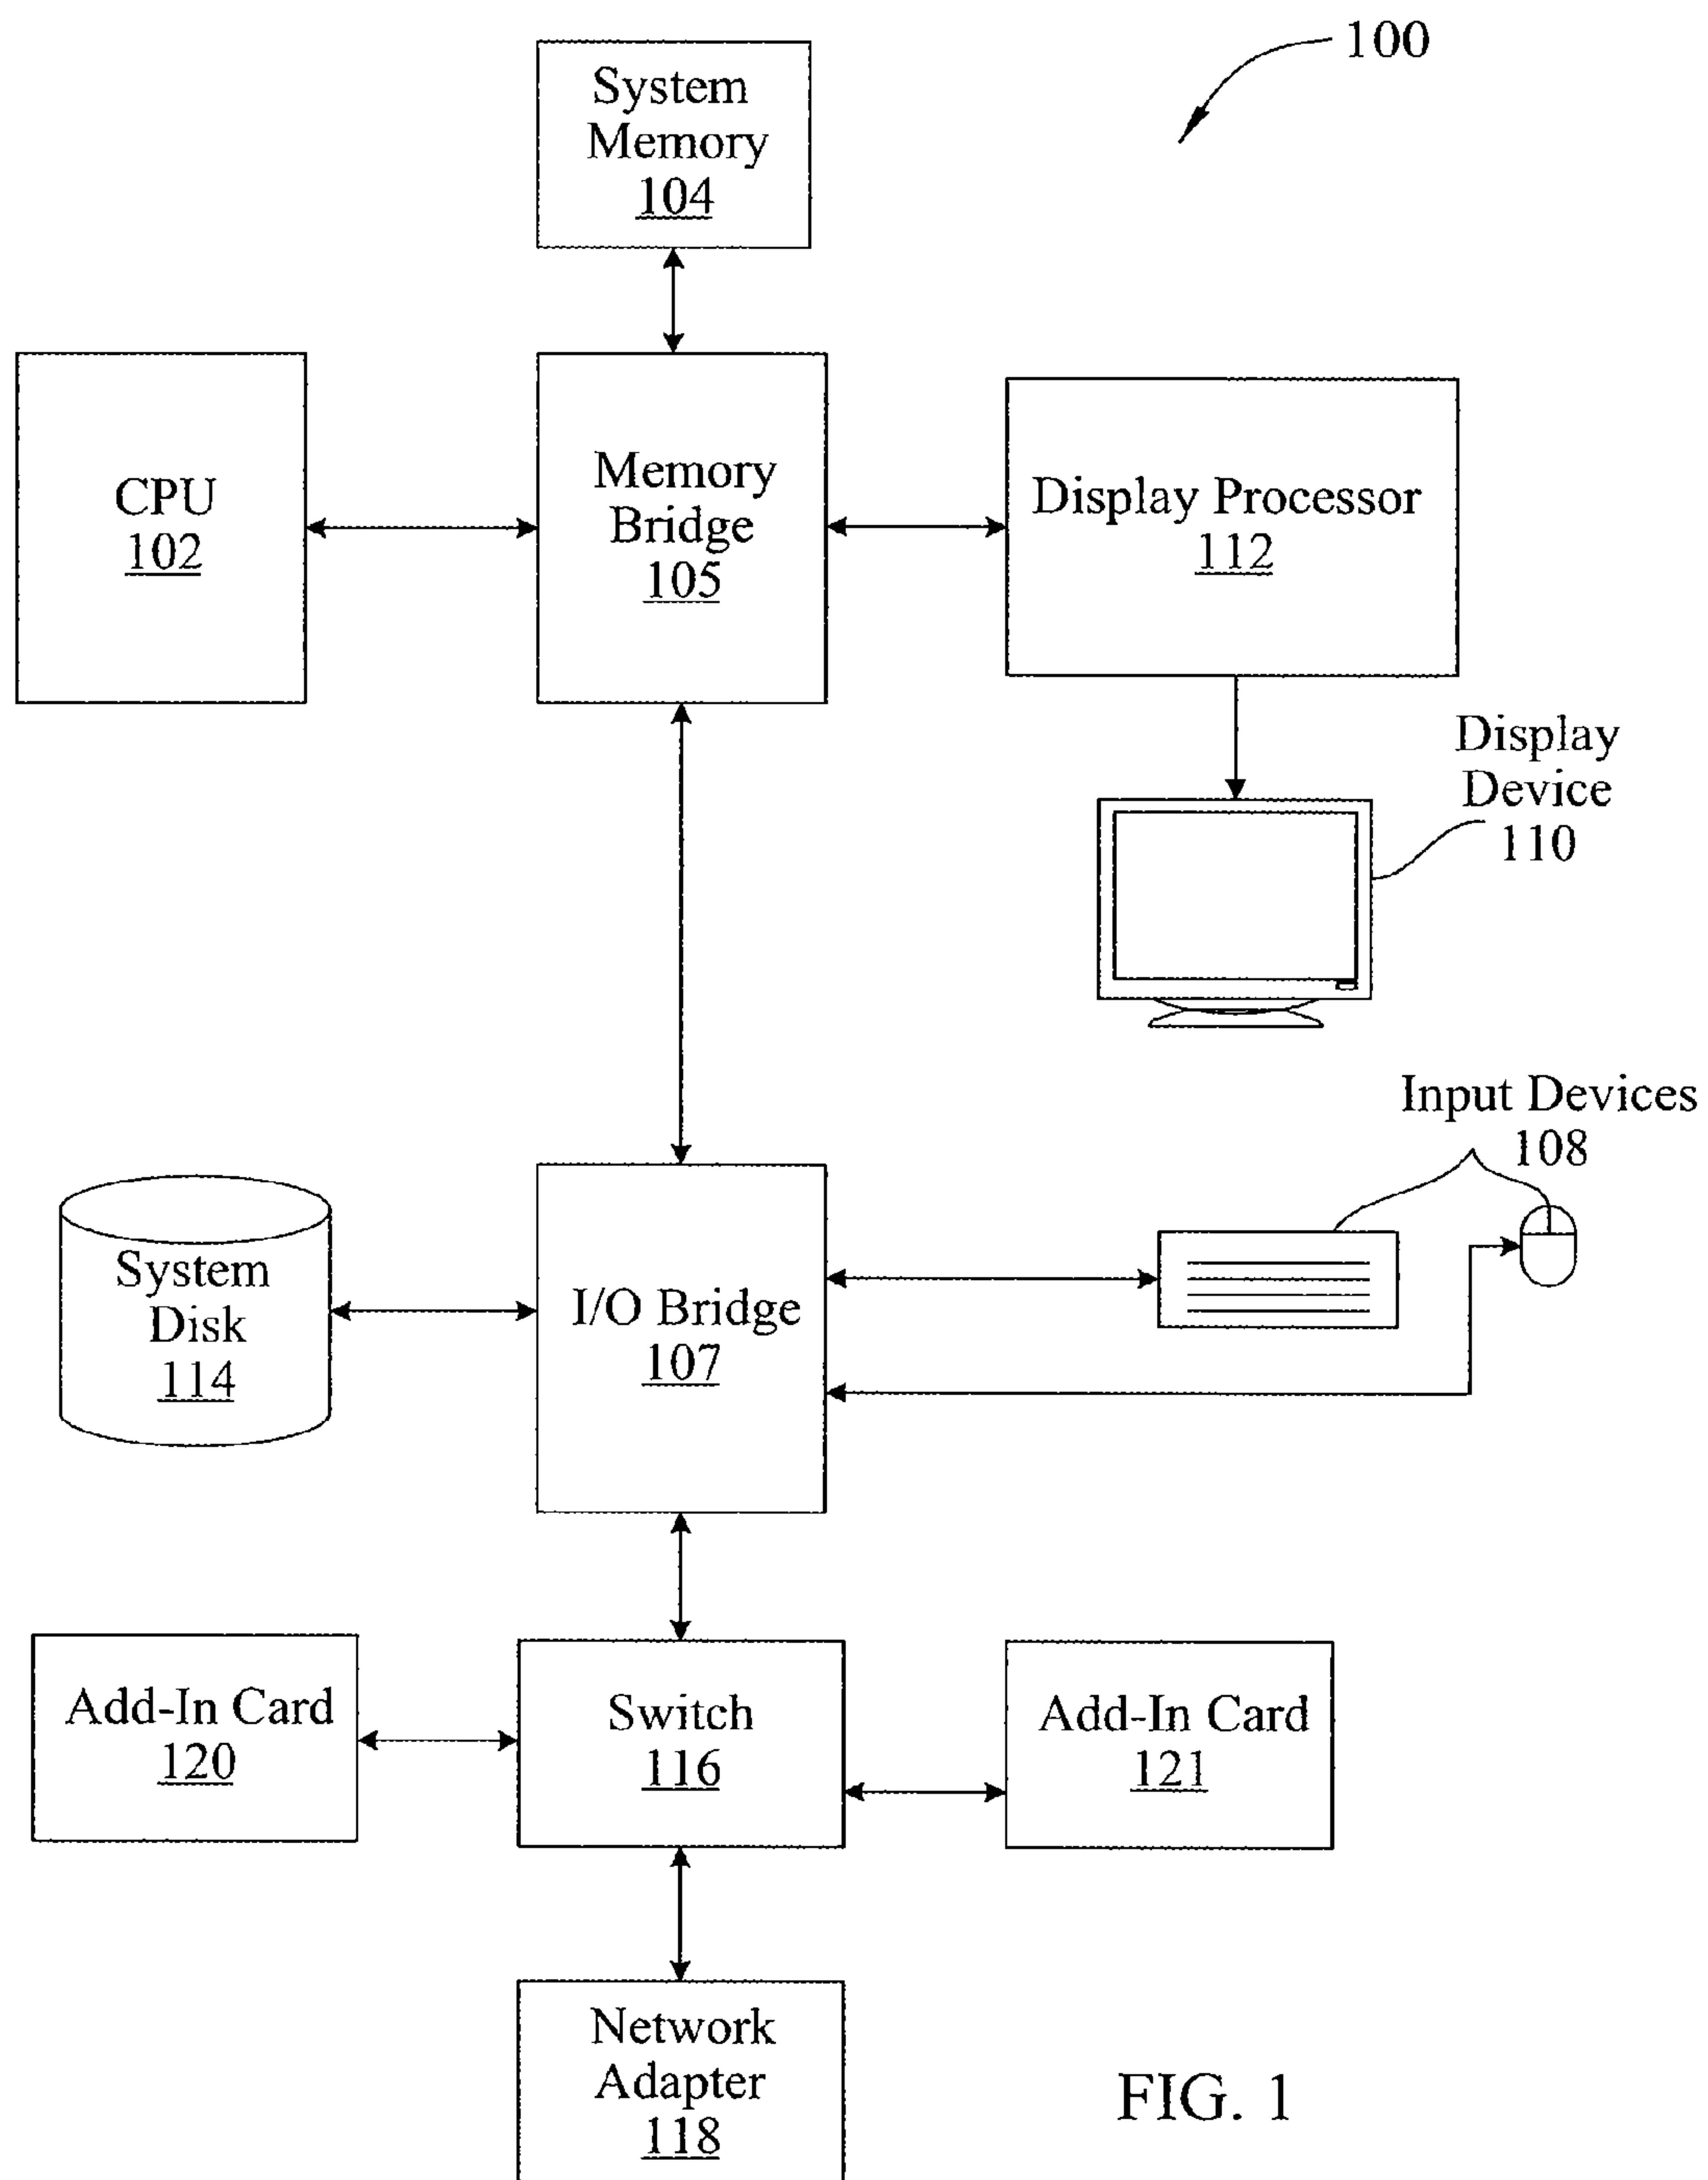 100
System
Memory
104
CPU
102
Memory
Bridge
105
Display Processor
112
Display
Device
110
Input Devices
108
System
Disk
114
I/O Bridge
107
Add-In Card
120
Switch
116
Add-In Card
121
Network
Adapter
118
FIG. 1